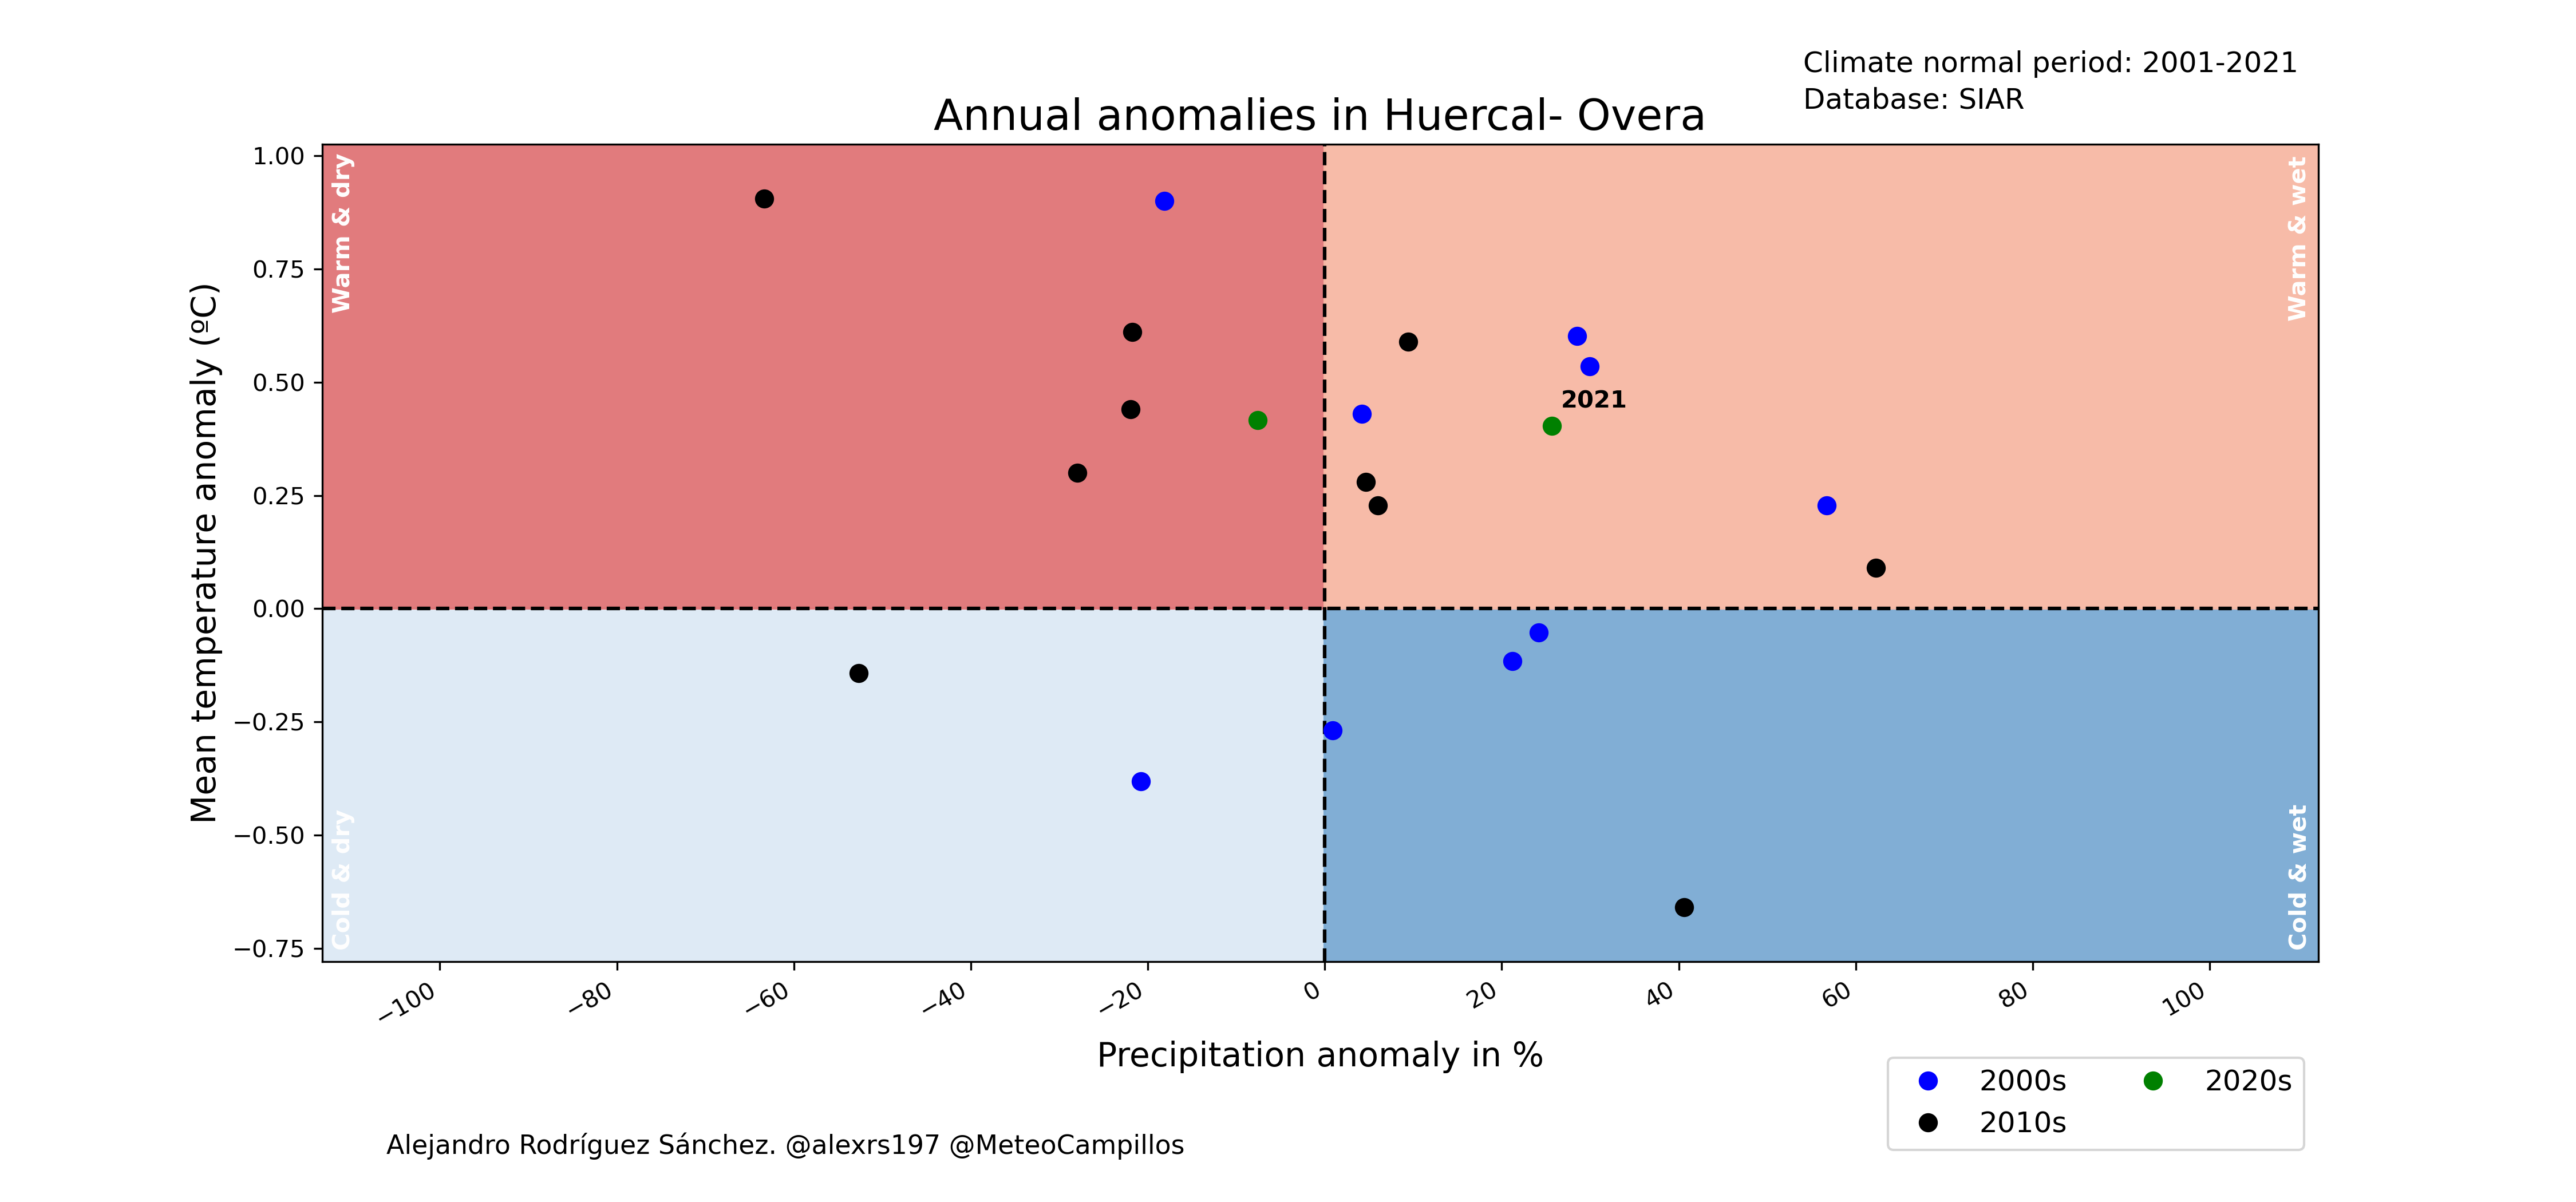 Climate normal period: 2001-2021
Database: SIAR
Annual anomalies in Huercal- Overa
Warm & dry
Warm & wet
1.00
0.75
0.50
0.25
0.00
−0.25
−0.50
−0.75
Mean temperature anomaly (ºC)
2021
Cold & dry
Cold & wet
−100
−80
−60
−40
−20
0
20
40
60
80
100
Precipitation anomaly in %
2000s
2010s
2020s
Alejandro Rodríguez Sánchez. @alexrs197 @MeteoCampillos